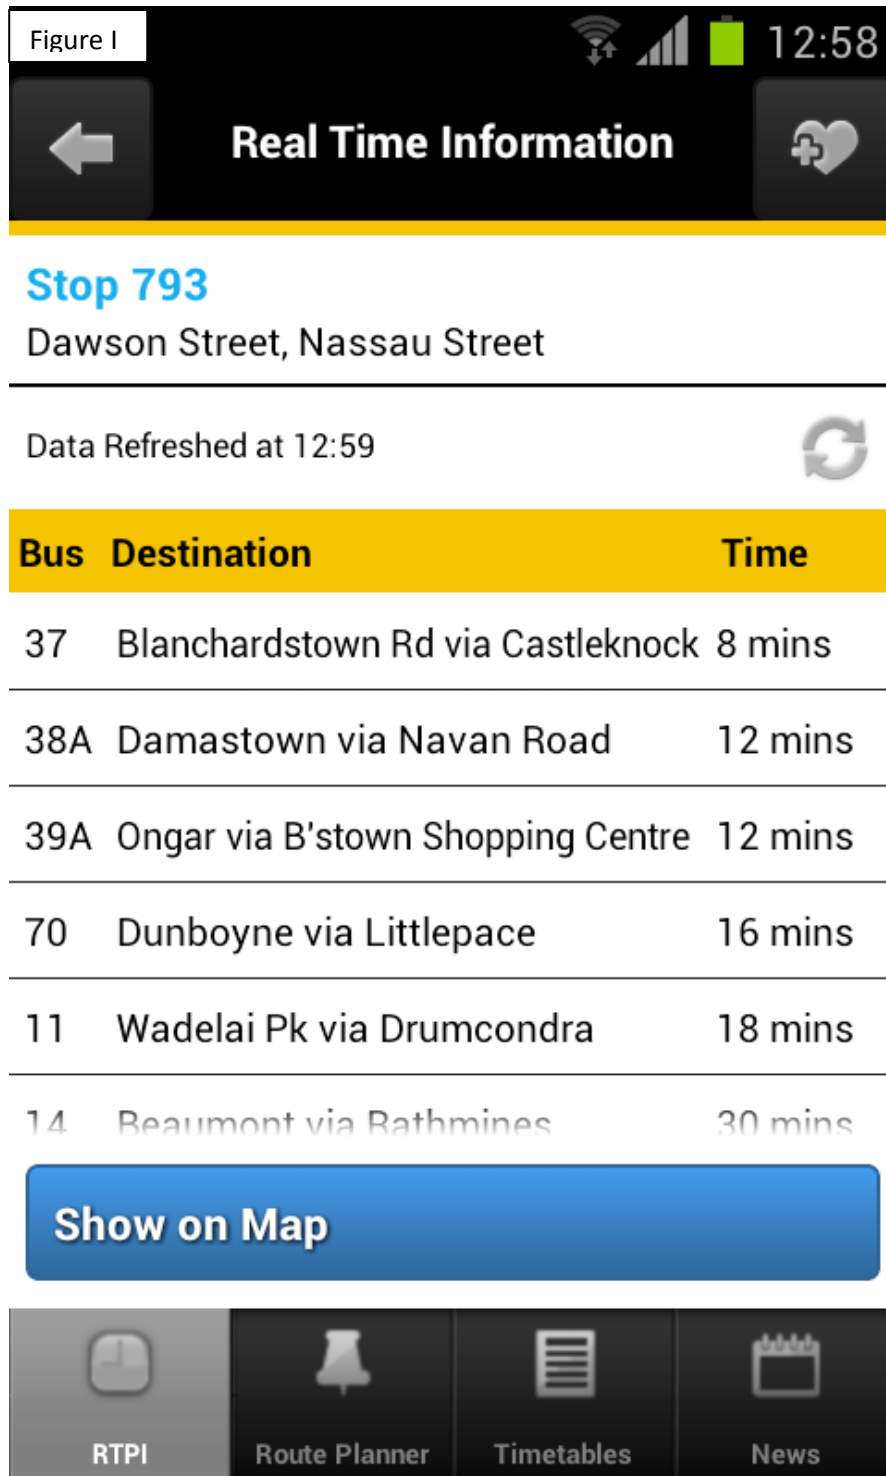 Figure I
12:58
Real Time Information
Stop 793
Dawson Street, Nassau Street
Data Refreshed at 12:59
Bus Destination Time
37 Blanchardstown Rd via Castleknock 8 mins
38A Damastown via Navan Road 12 mins
39A Ongar via B'stown Shopping Centre 12 mins
70 Dunboyne via Littlepace 16 mins
11 Wadelai Pk via Drumcondra 18 mins
14 Beaumont via Rathmines 30 mins
Show on Map
RTPI Route Planner Timetables News